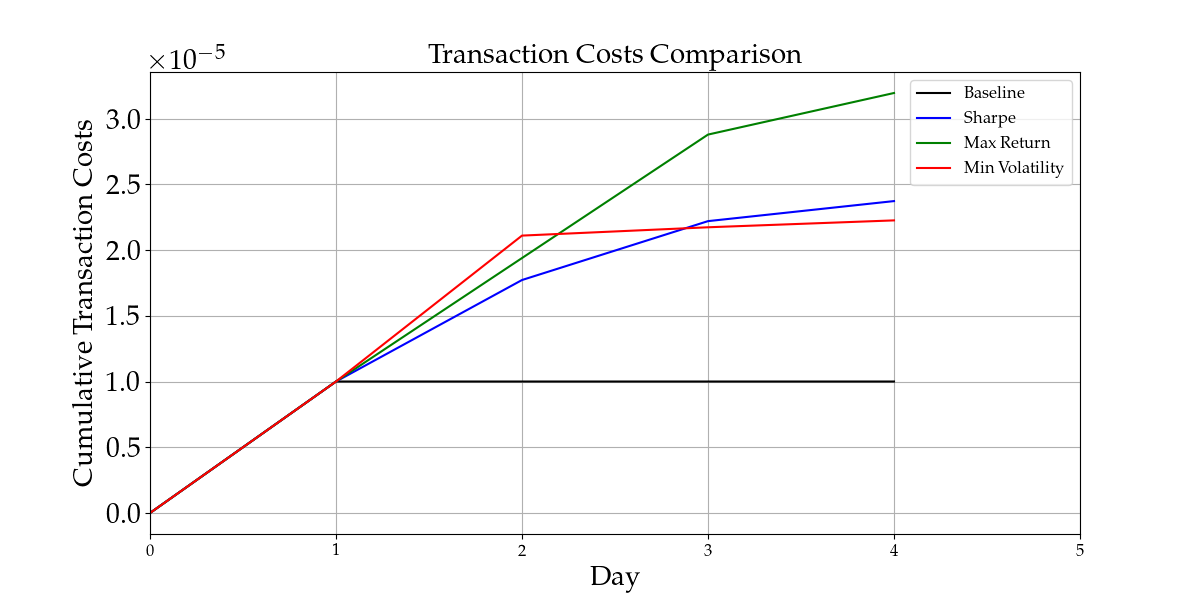 ×10⁻⁵
Transaction Costs Comparison
Cumulative Transaction Costs
3.0
2.5
2.0
1.5
1.0
0.5
0.0
Baseline
Sharpe
Max Return
Min Volatility
0 1 2 3 4 5
Day